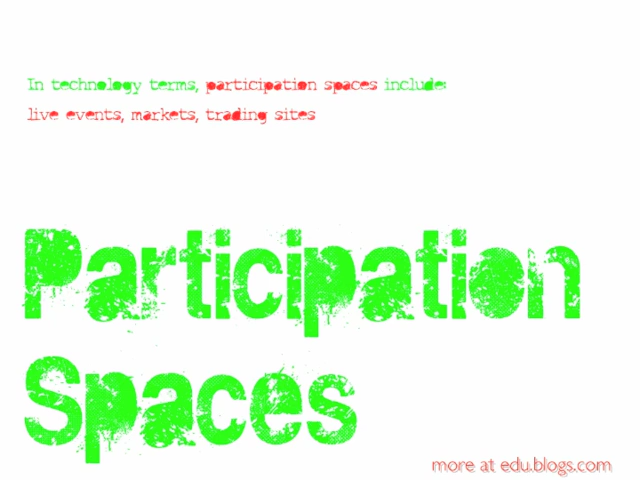 In technology terms, participation spaces include:
live events, markets, trading sites
Participation
Spaces
more at edu.blogs.com